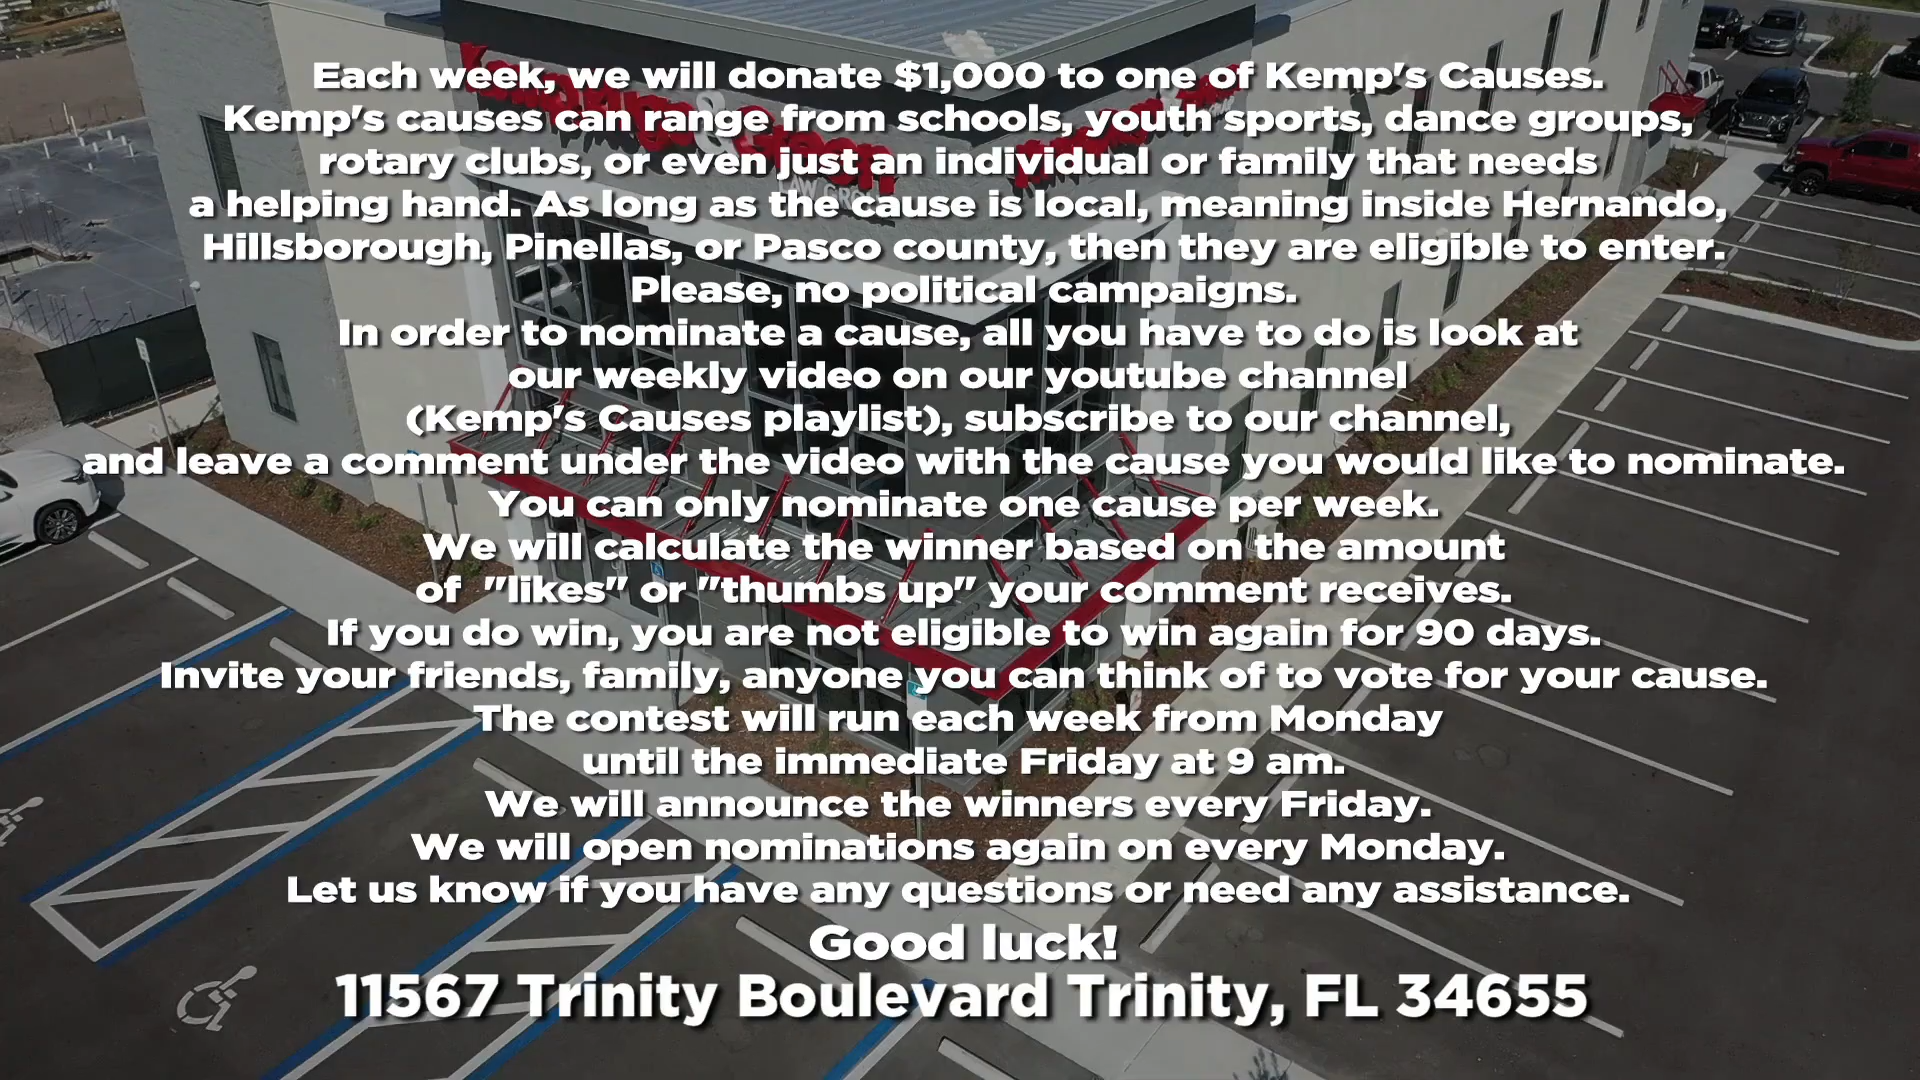 Each week, we will donate $1,000 to one of Kemp's Causes.
Kemp's causes can range from schools, youth sports, dance groups,
rotary clubs, or even just an individual or family that needs
a helping hand. As long as the cause is local, meaning inside Hernando,
Hillsborough, Pinellas, or Pasco county, then they are eligible to enter.
Please, no political campaigns.
In order to nominate a cause, all you have to do is look at
our weekly video on our youtube channel
(Kemp's Causes playlist), subscribe to our channel,
and leave a comment under the video with the cause you would like to nominate.
You can only nominate one cause per week.
We will calculate the winner based on the amount
of "likes" or "thumbs up" your comment receives.
If you do win, you are not eligible to win again for 90 days.
Invite your friends, family, anyone you can think of to vote for your cause.
The contest will run each week from Monday
until the immediate Friday at 9 am.
We will announce the winners every Friday.
We will open nominations again on every Monday.
Let us know if you have any questions or need any assistance.
Good luck!
11567 Trinity Boulevard Trinity, FL 34655